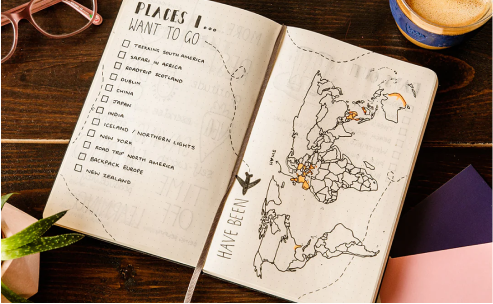 PLACES I...
WANT TO GO
TREKKING SOUTH AMERICA
SAFARI IN AFRICA
ROADTRIP SCOTLAND
DUBLIN
CHINA
JAPAN
INDIA
ICELAND / NORTHERN LIGHTS
NEW YORK
ROAD TRIP NORTH AMERICA
BACKPACK EUROPE
NEW ZEALAND
HAVE BEEN